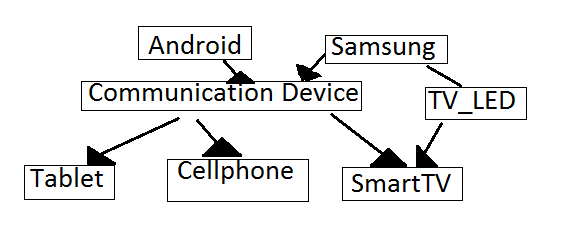 Android
Samsung
Communication Device
TV_LED
Tablet
Cellphone
SmartTV